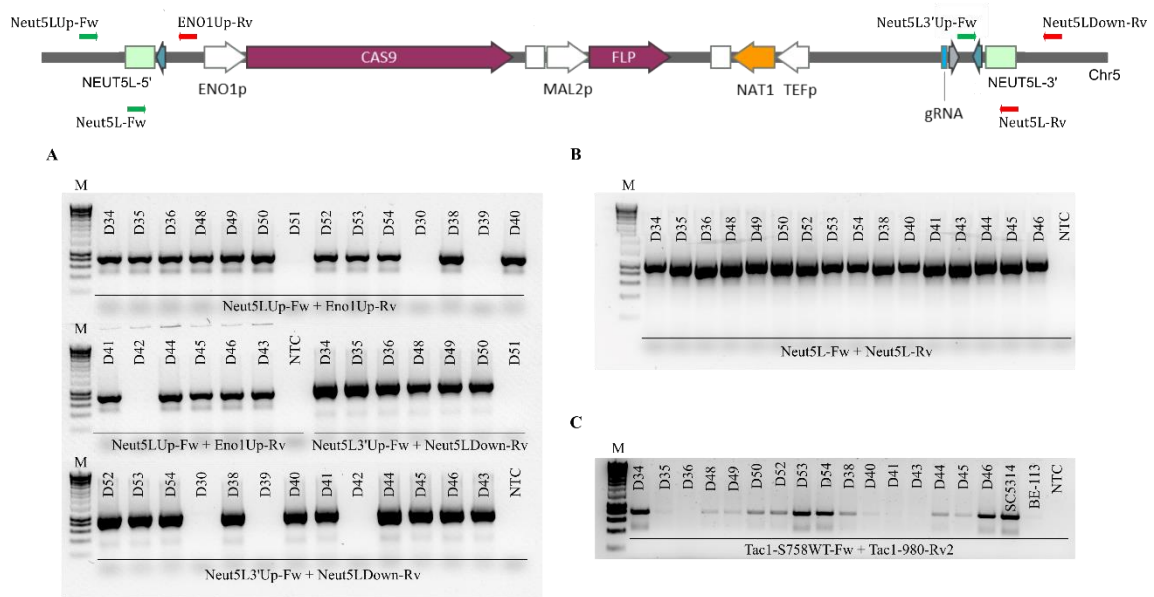 Neut5LUp-Fw ENO1Up-Rv Neut5L3'Up-Fw Neut5LDown-Rv
CAS9 FLP
NEUT5L-5' ENO1p MAL2p NAT1 TEFp gRNA NEUT5L-3' Chr5
Neut5L-Fw Neut5L-Rv
A
M D34 D35 D36 D48 D49 D50 D51 D52 D53 D54 D30 D38 D39 D40
Neut5LUp-Fw + Eno1Up-Rv
M D41 D42 D44 D45 D46 D43 NTC D34 D35 D36 D48 D49 D50 D51
Neut5LUp-Fw + Eno1Up-Rv Neut5L3'Up-Fw + Neut5LDown-Rv
M D52 D53 D54 D30 D38 D39 D40 D41 D42 D44 D45 D46 D43 NTC
Neut5L3'Up-Fw + Neut5LDown-Rv
B
M D34 D35 D36 D48 D49 D50 D52 D53 D54 D38 D40 D41 D43 D44 D45 D46 NTC
Neut5L-Fw + Neut5L-Rv
C
M D34 D35 D36 D48 D49 D50 D52 D53 D54 D38 D40 D41 D43 D44 D45 D46 SC5314 BE-113 NTC
Tac1-S758WT-Fw + Tac1-980-Rv2